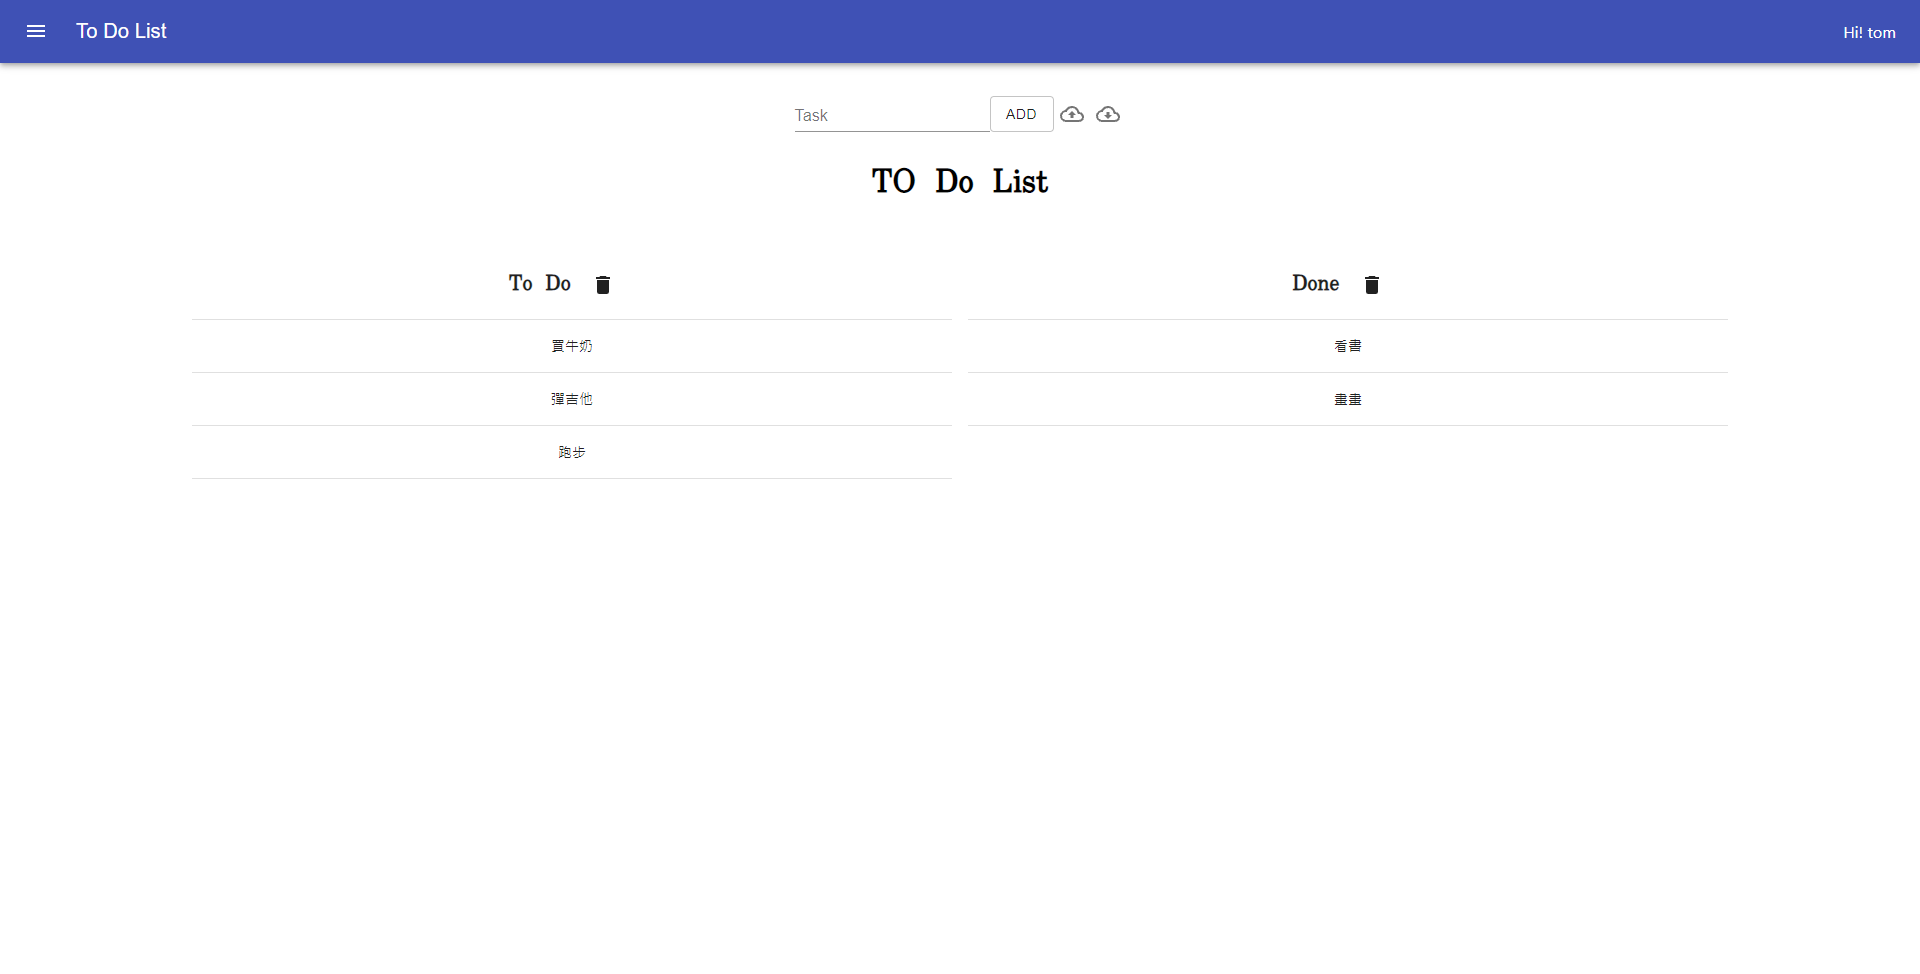 To Do List
Hi! tom
Task
ADD
TO Do List
To Do
買牛奶
彈吉他
跑步
Done
看書
畫畫